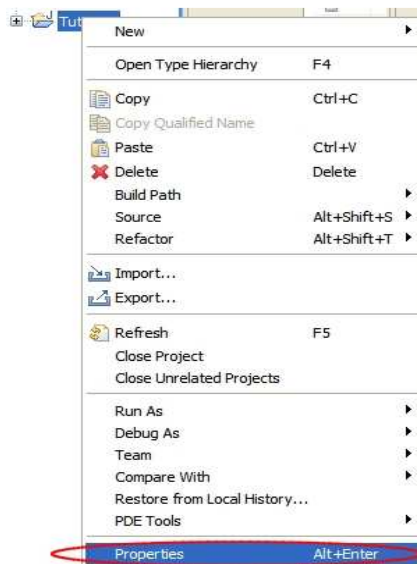 New
Open Type Hierarchy F4
Copy Ctrl+C
Copy Qualified Name
Paste Ctrl+V
Delete Delete
Build Path
Source Alt+Shift+S
Refactor Alt+Shift+T
Import...
Export...
Refresh F5
Close Project
Close Unrelated Projects
Run As
Debug As
Team
Compare With
Restore from Local History...
PDE Tools
Properties Alt+Enter